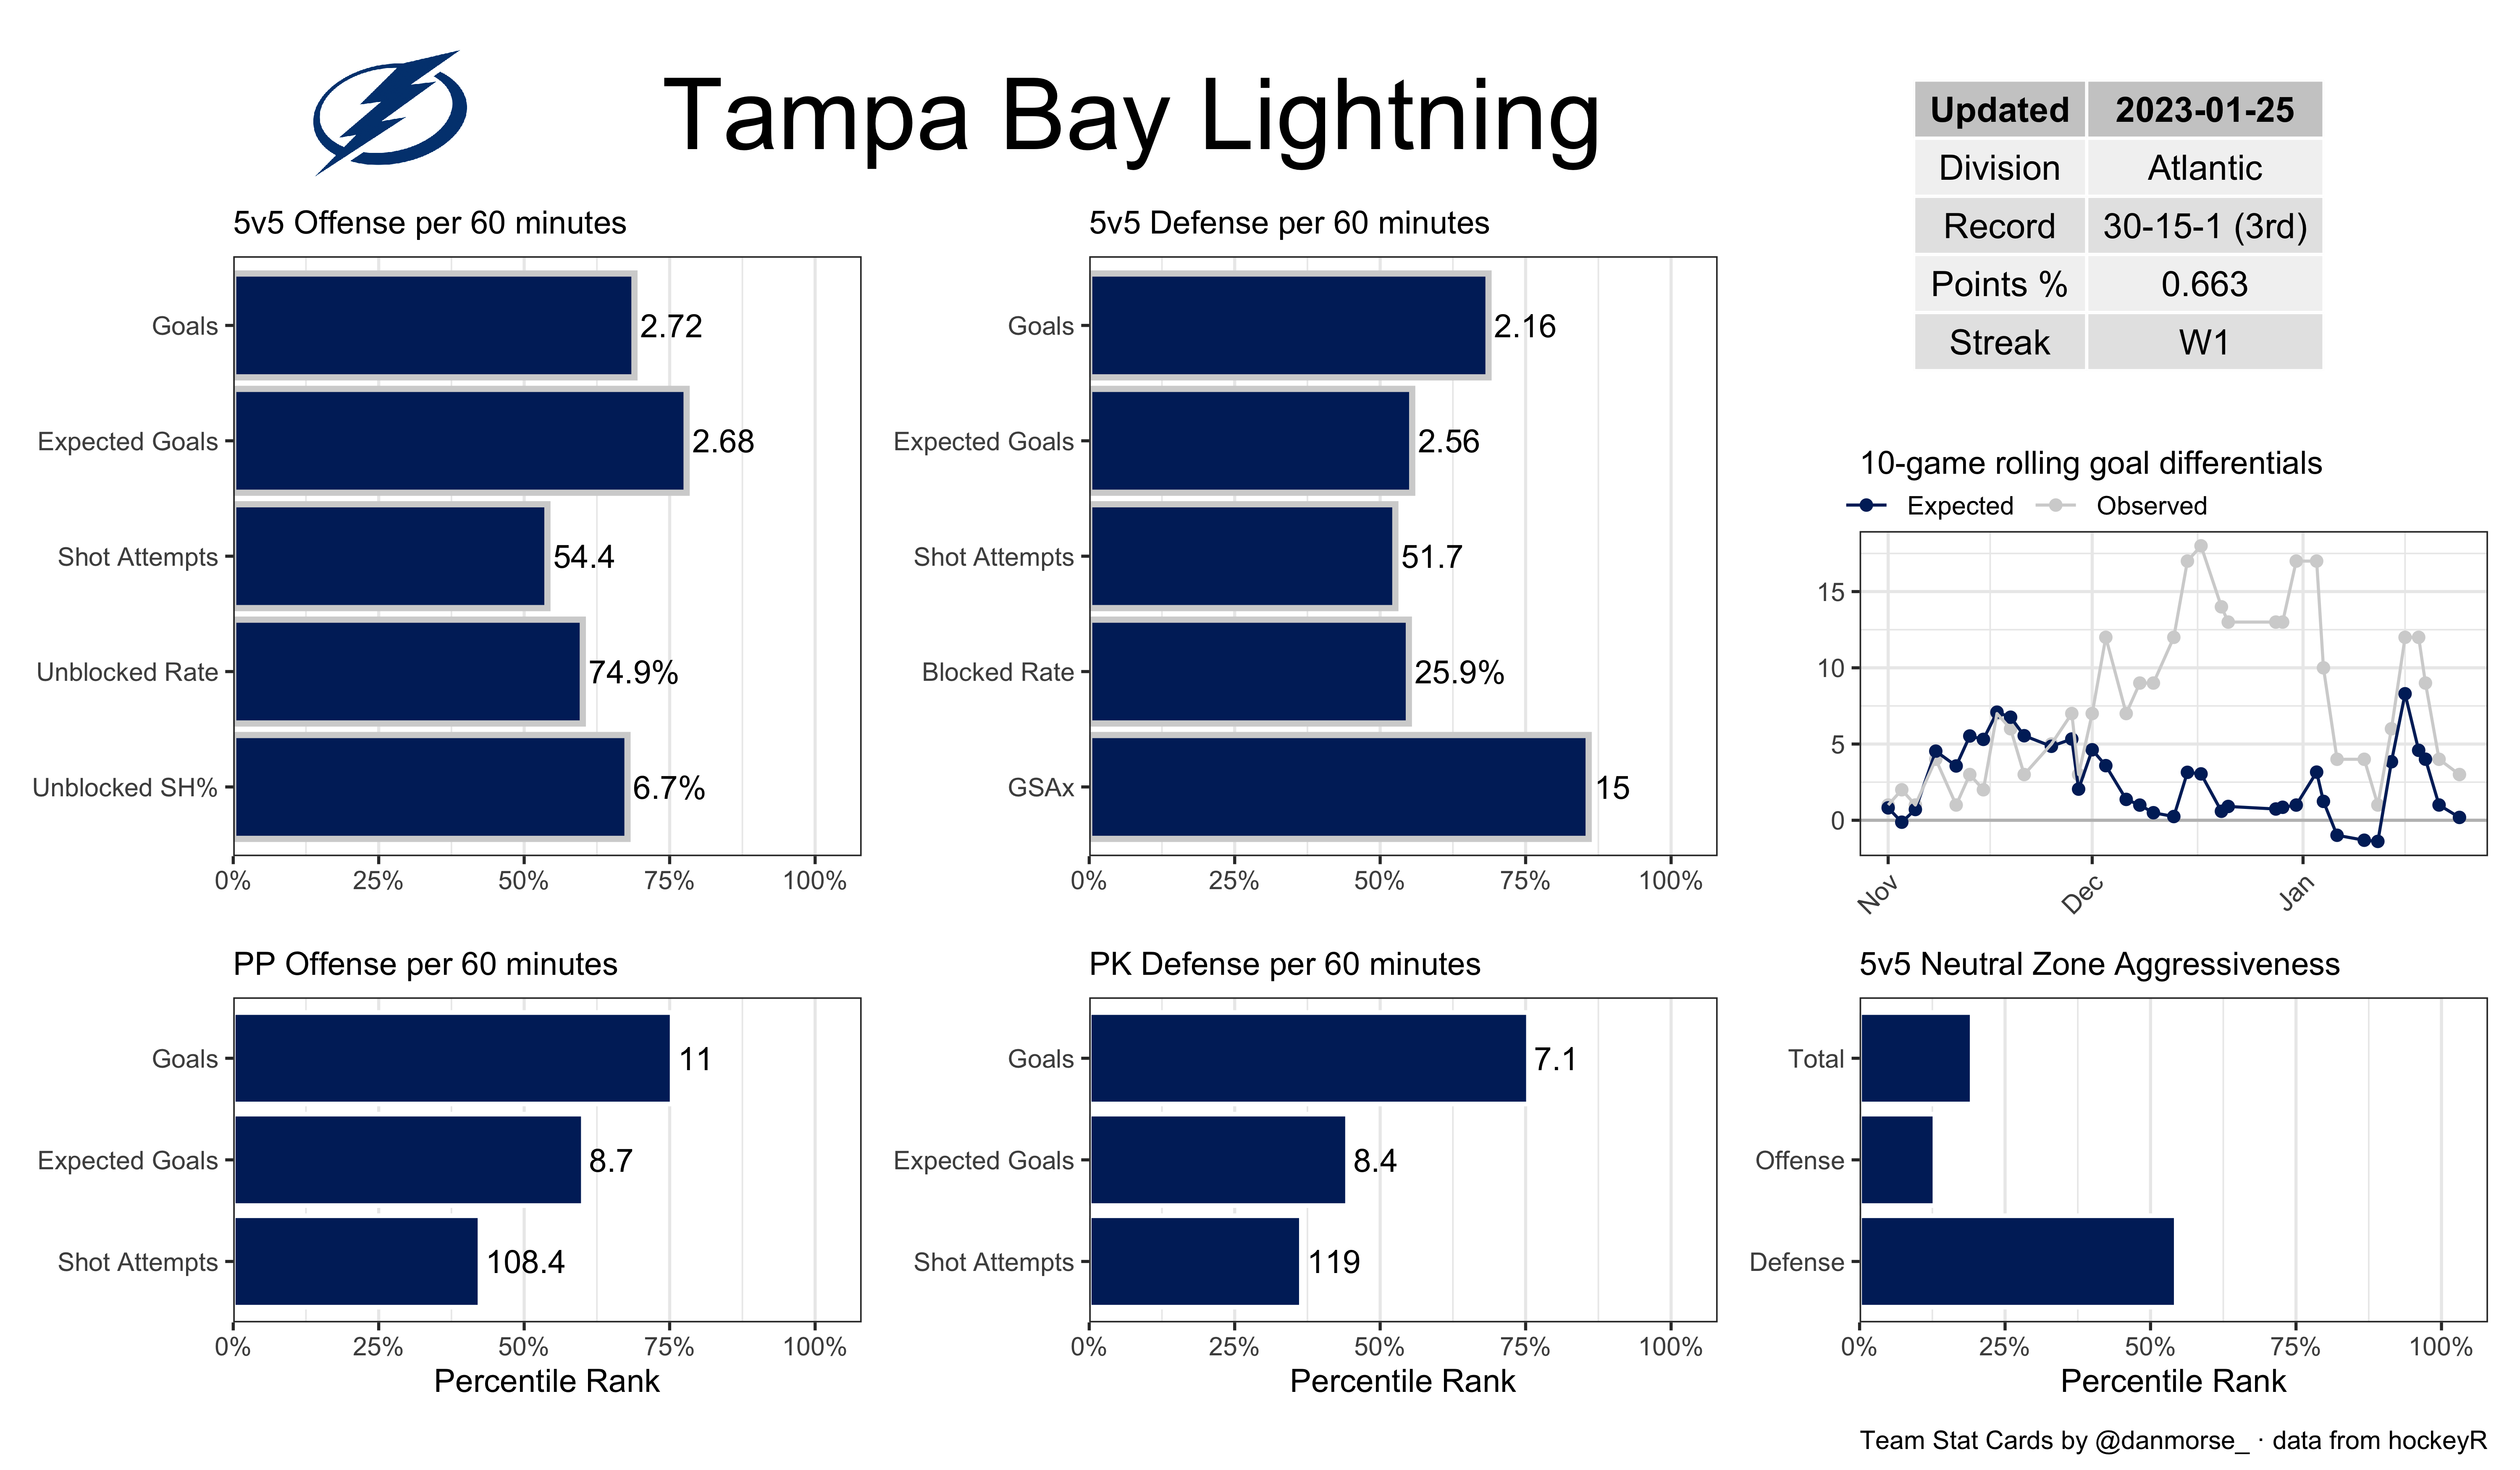 Tampa Bay Lightning
Updated 2023-01-25
Division Atlantic
Record 30-15-1 (3rd)
Points % 0.663
Streak W1
5v5 Offense per 60 minutes
Goals 2.72
Expected Goals 2.68
Shot Attempts 54.4
Unblocked Rate 74.9%
Unblocked SH% 6.7%
0% 25% 50% 75% 100%
5v5 Defense per 60 minutes
Goals 2.16
Expected Goals 2.56
Shot Attempts 51.7
Blocked Rate 25.9%
GSAx 15
0% 25% 50% 75% 100%
10-game rolling goal differentials
Expected Observed
15
10
5
0
Nov Dec Jan
PP Offense per 60 minutes
Goals 11
Expected Goals 8.7
Shot Attempts 108.4
0% 25% 50% 75% 100%
Percentile Rank
PK Defense per 60 minutes
Goals 7.1
Expected Goals 8.4
Shot Attempts 119
0% 25% 50% 75% 100%
Percentile Rank
5v5 Neutral Zone Aggressiveness
Total
Offense
Defense
0% 25% 50% 75% 100%
Percentile Rank
Team Stat Cards by @danmorse_ · data from hockeyR